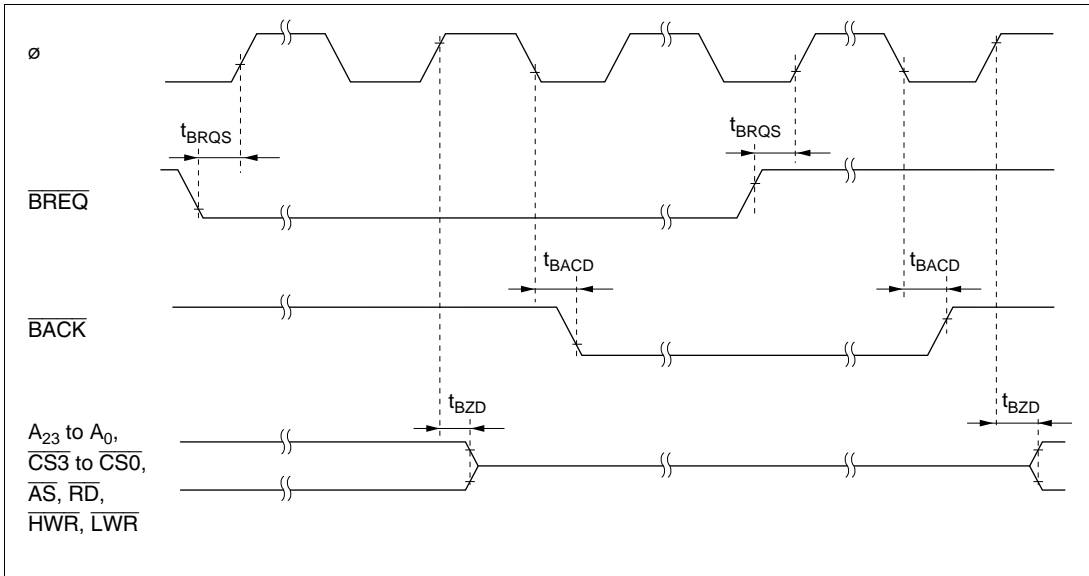 ø
tBRQS
tBRQS
BREQ
tBACD
tBACD
BACK
tBZD
tBZD
A23 to A0,
CS3 to CS0,
AS, RD,
HWR, LWR